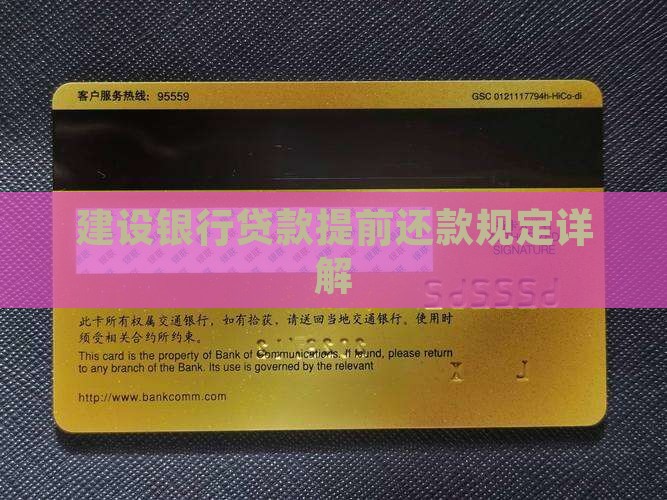 客户服务热线：95559
GSC 0121117794h-HiCo-di
建设银行贷款提前还款规定详
解
SIGNATURE
此卡所有权属交通银行，如有拾获，请送回当地交通银行。使用时
须受相关合约所约束。
This card is the property of Bank of Communications. If found, please return
to any branch of the Bank. Its use is governed by the relevant
http://www.bankcomm.com